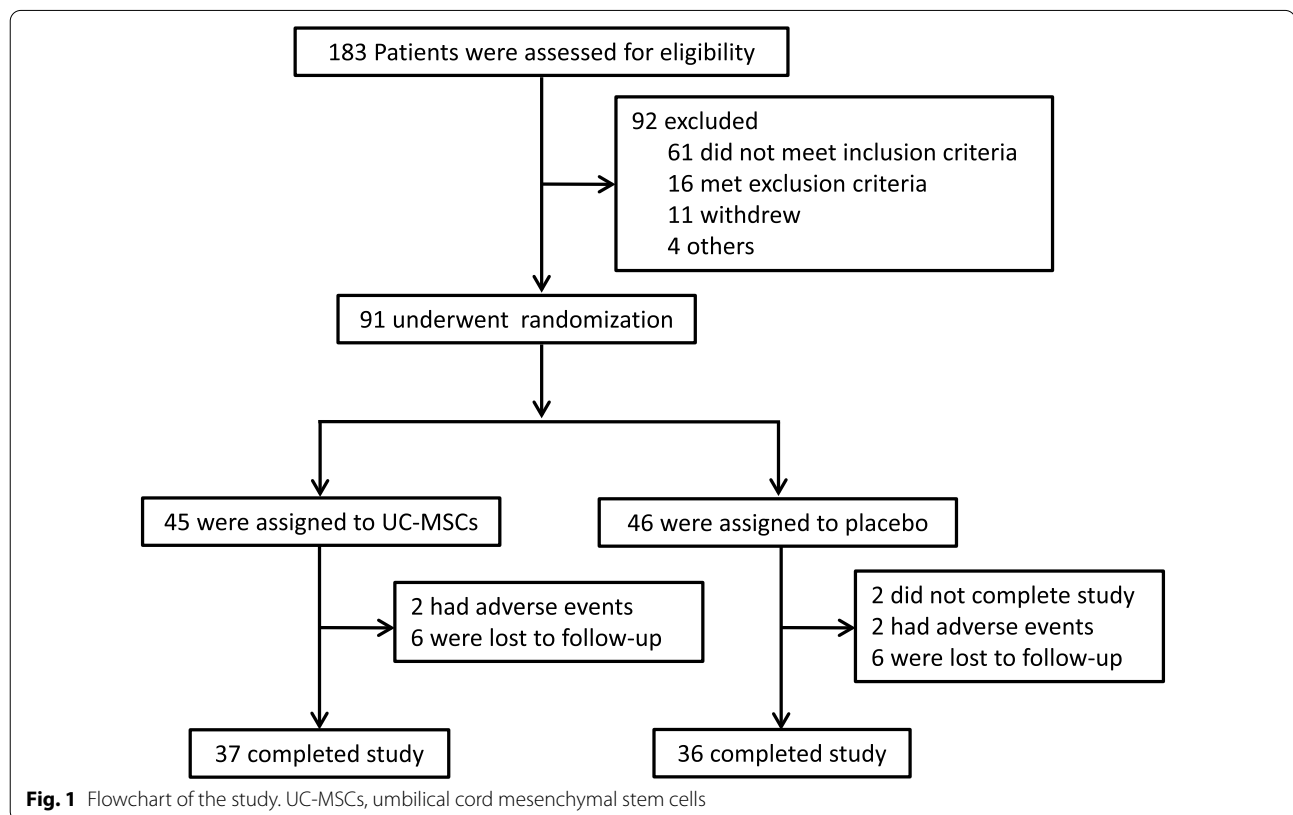 183 Patients were assessed for eligibility
92 excluded
61 did not meet inclusion criteria
16 met exclusion criteria
11 withdrew
4 others
91 underwent randomization
45 were assigned to UC-MSCs
46 were assigned to placebo
2 had adverse events
6 were lost to follow-up
2 did not complete study
2 had adverse events
6 were lost to follow-up
37 completed study
36 completed study
Fig. 1 Flowchart of the study. UC-MSCs, umbilical cord mesenchymal stem cells